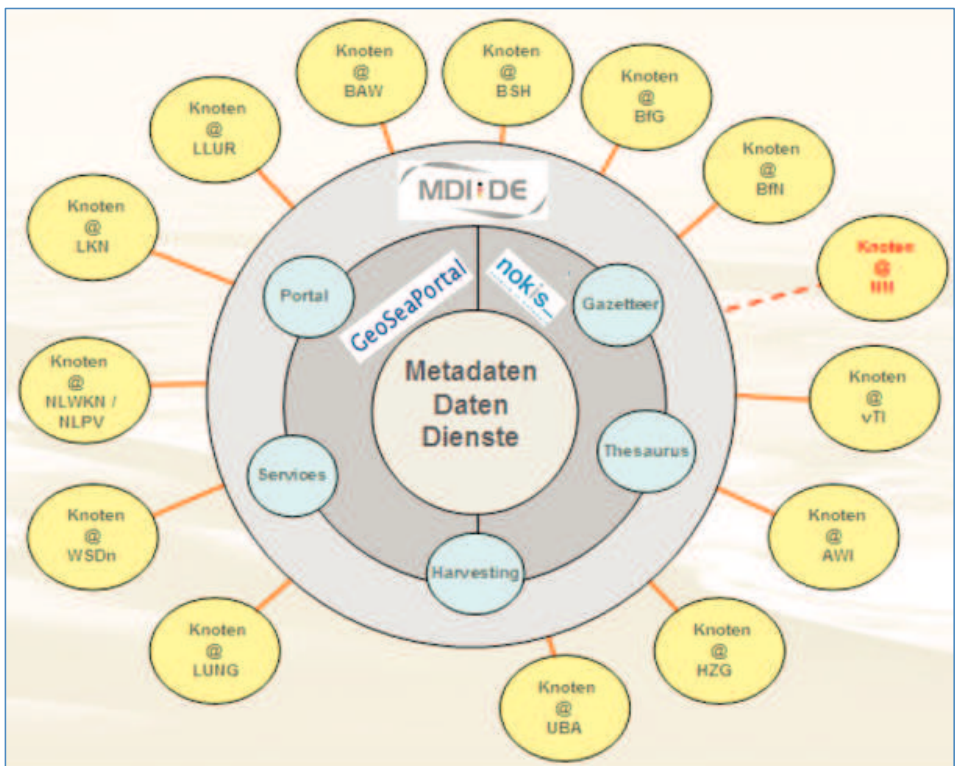 Knoten
@
BAW
Knoten
@
BSH
Knoten
@
BfG
Knoten
@
LLUR
Knoten
@
BfN
Knoten
@
LKN
Knoten
@
NN
Knoten
@
NLWKN /
NLPV
Knoten
@
vTI
Knoten
@
WSDn
Knoten
@
AWI
Knoten
@
LUNG
Knoten
@
HZG
Knoten
@
UBA
MDI-DE
GeoSeaPortal
nokis
Portal
Gazetteer
Services
Thesaurus
Harvesting
Metadaten
Daten
Dienste